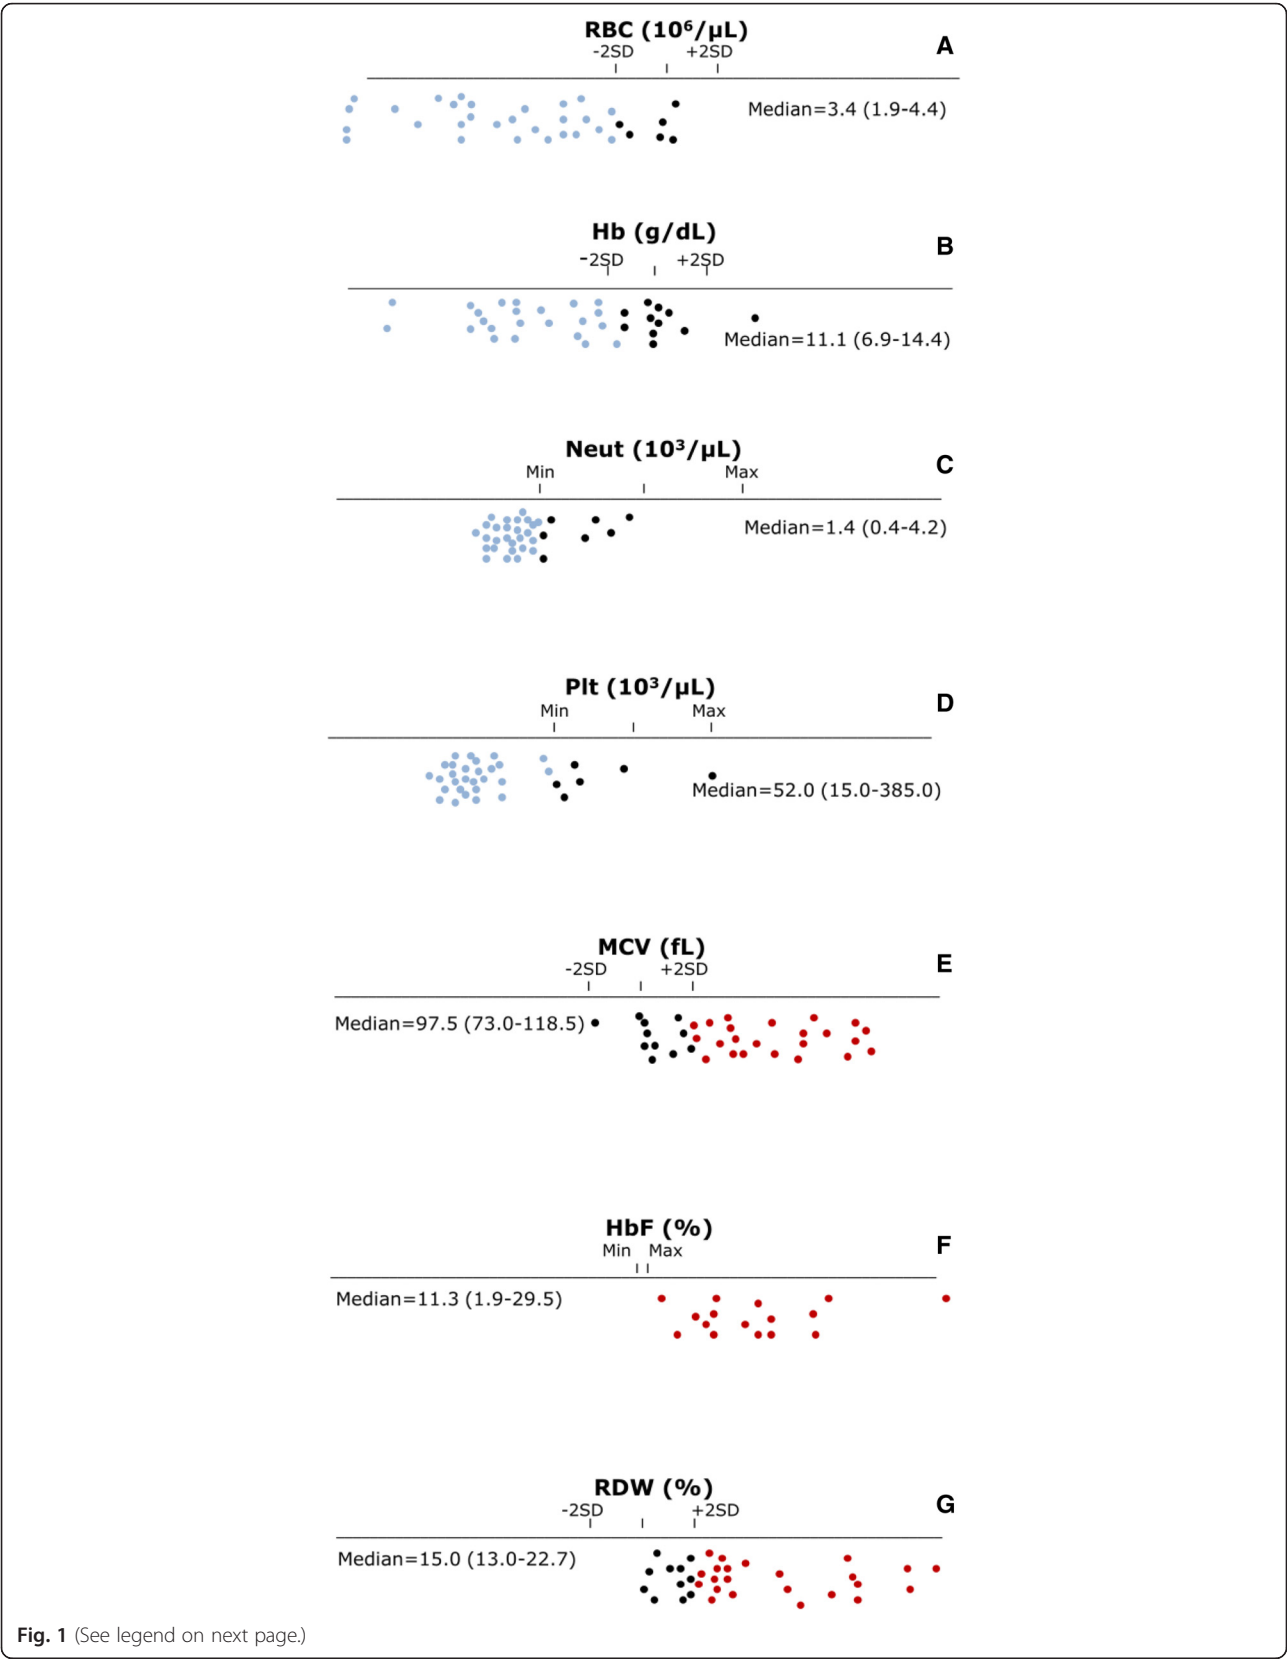 RBC (10⁶/μL)
A
-2SD +2SD
Median=3.4 (1.9-4.4)
Hb (g/dL)
B
-2SD +2SD
Median=11.1 (6.9-14.4)
Neut (10³/μL)
C
Min Max
Median=1.4 (0.4-4.2)
Plt (10³/μL)
D
Min Max
Median=52.0 (15.0-385.0)
MCV (fL)
E
-2SD +2SD
Median=97.5 (73.0-118.5)
HbF (%)
F
Min Max
Median=11.3 (1.9-29.5)
RDW (%)
G
-2SD +2SD
Median=15.0 (13.0-22.7)
Fig. 1 (See legend on next page.)